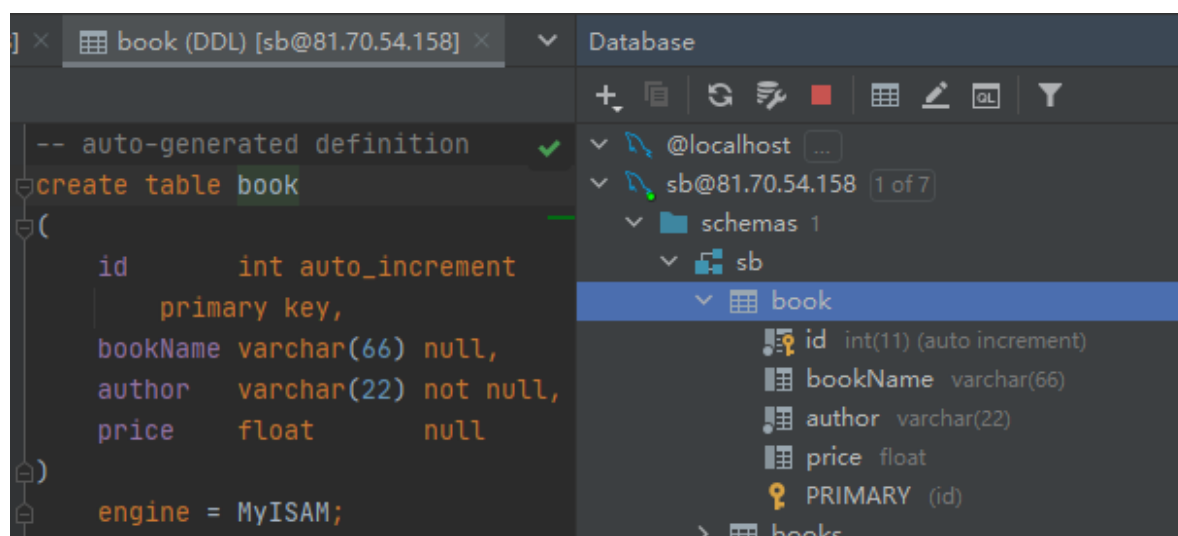 book (DDL) [sb@81.70.54.158]
-- auto-generated definition
create table book
(
id int auto_increment
primary key,
bookName varchar(66) null,
author varchar(22) not null,
price float null
)
engine = MyISAM;
Database
QL
@localhost ...
sb@81.70.54.158 1 of 7
schemas 1
sb
book
id int(11) (auto increment)
bookName varchar(66)
author varchar(22)
price float
PRIMARY (id)
books